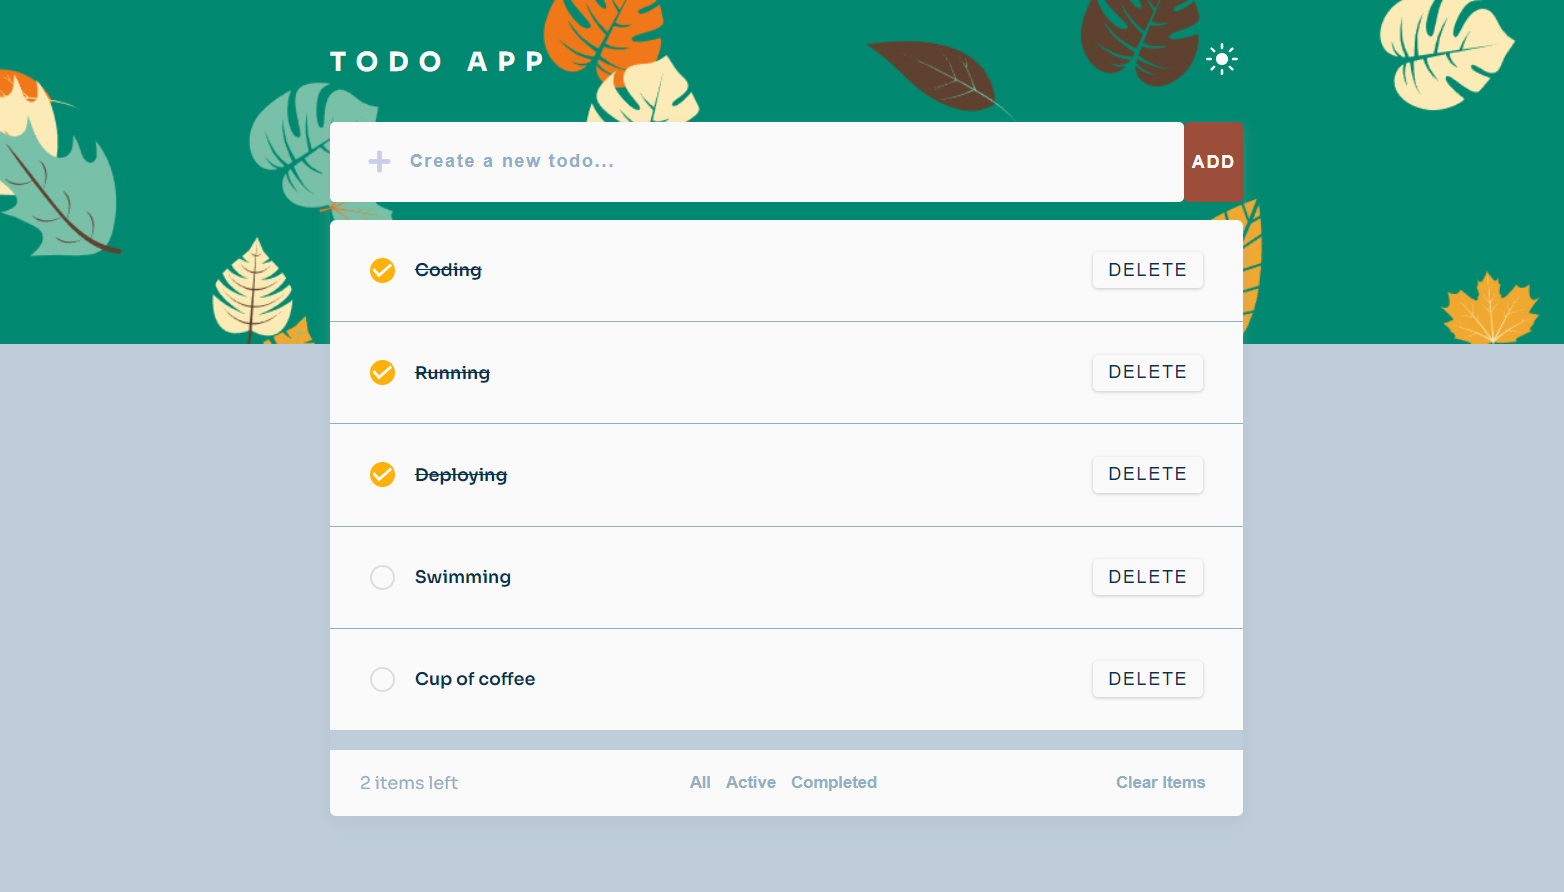 TODO APP
Create a new todo...
ADD
Coding
DELETE
Running
DELETE
Deploying
DELETE
Swimming
DELETE
Cup of coffee
DELETE
2 items left
All Active Completed
Clear Items